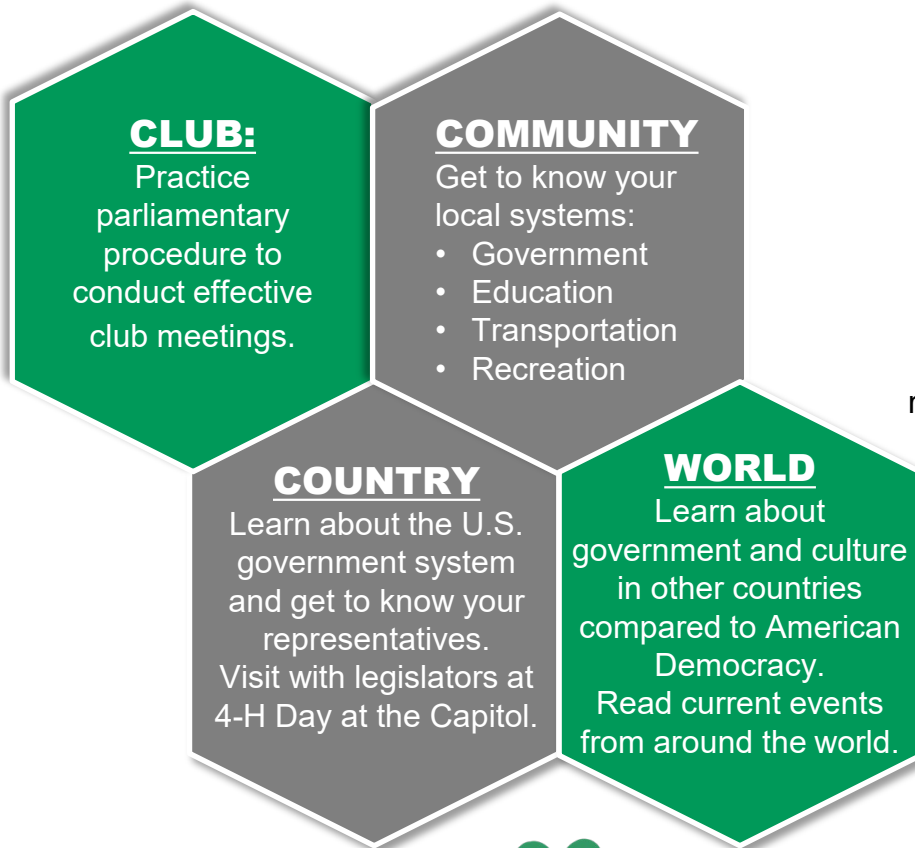 CLUB:
Practice
parliamentary
procedure to
conduct effective
club meetings.
COMMUNITY
Get to know your
local systems:
• Government
• Education
• Transportation
• Recreation
COUNTRY
Learn about the U.S.
government system
and get to know your
representatives.
Visit with legislators at
4-H Day at the Capitol.
WORLD
Learn about
government and culture
in other countries
compared to American
Democracy.
Read current events
from around the world.